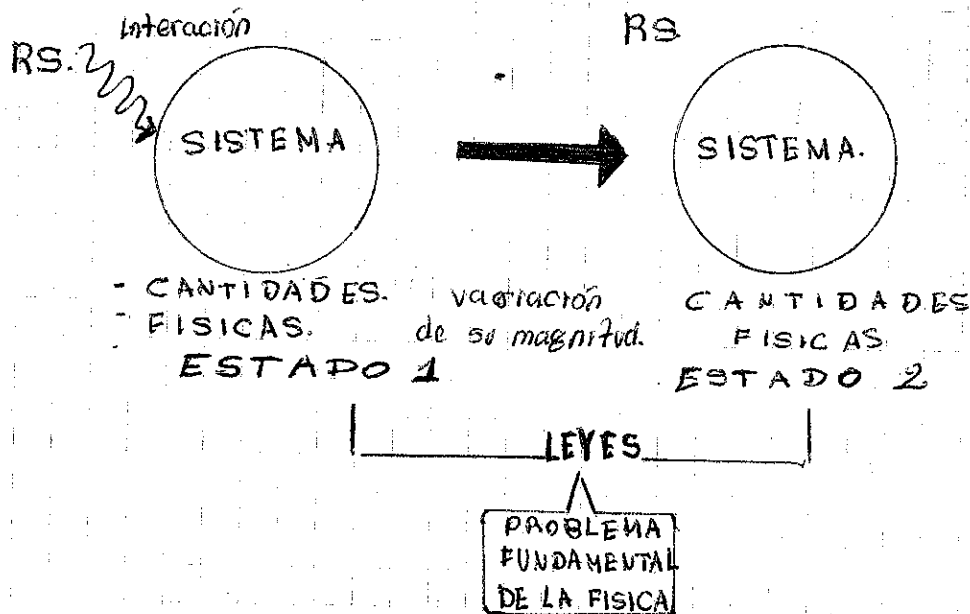 interación
RS.
RS
SISTEMA
SISTEMA.
- CANTIDADES.
- FISICAS.
ESTADO 1
variación
de su magnitud.
CANTIDADES
FISICAS
ESTADO 2
LEYES
PROBLEMA
FUNDAMENTAL
DE LA FISICA